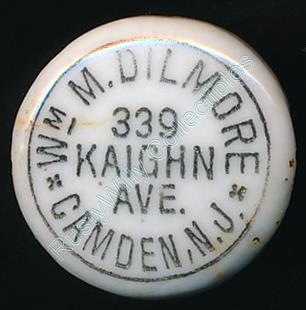 Wm M. DILMORE
339
KAIGHN
AVE.
* CAMDEN, N.J. *